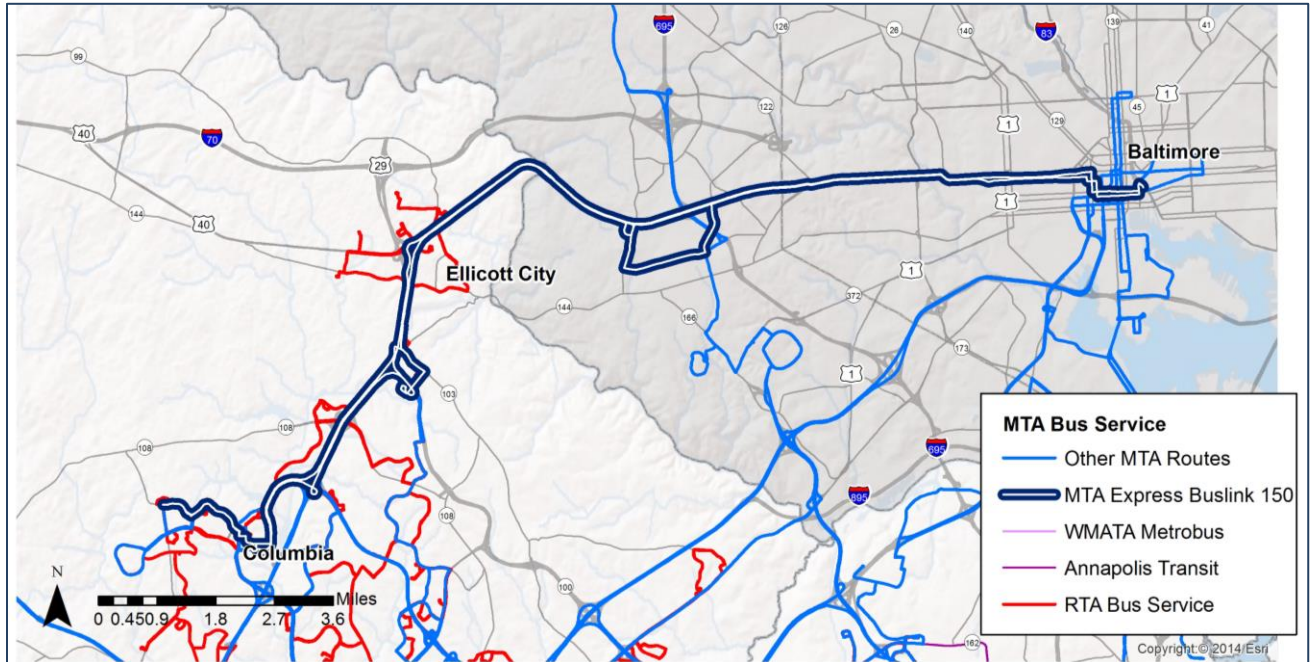 695
126
26
140
139
83
41
99
1
45
122
1
129
40
70
29
Baltimore
144
40
1
Ellicott City
1
144
166
372
173
1
103
108
108
695
895
108
Columbia
100
162
N
Miles
0 0.450.9 1.8 2.7 3.6
MTA Bus Service
Other MTA Routes
MTA Express Buslink 150
WMATA Metrobus
Annapolis Transit
RTA Bus Service
Copyright:© 2014 Esri